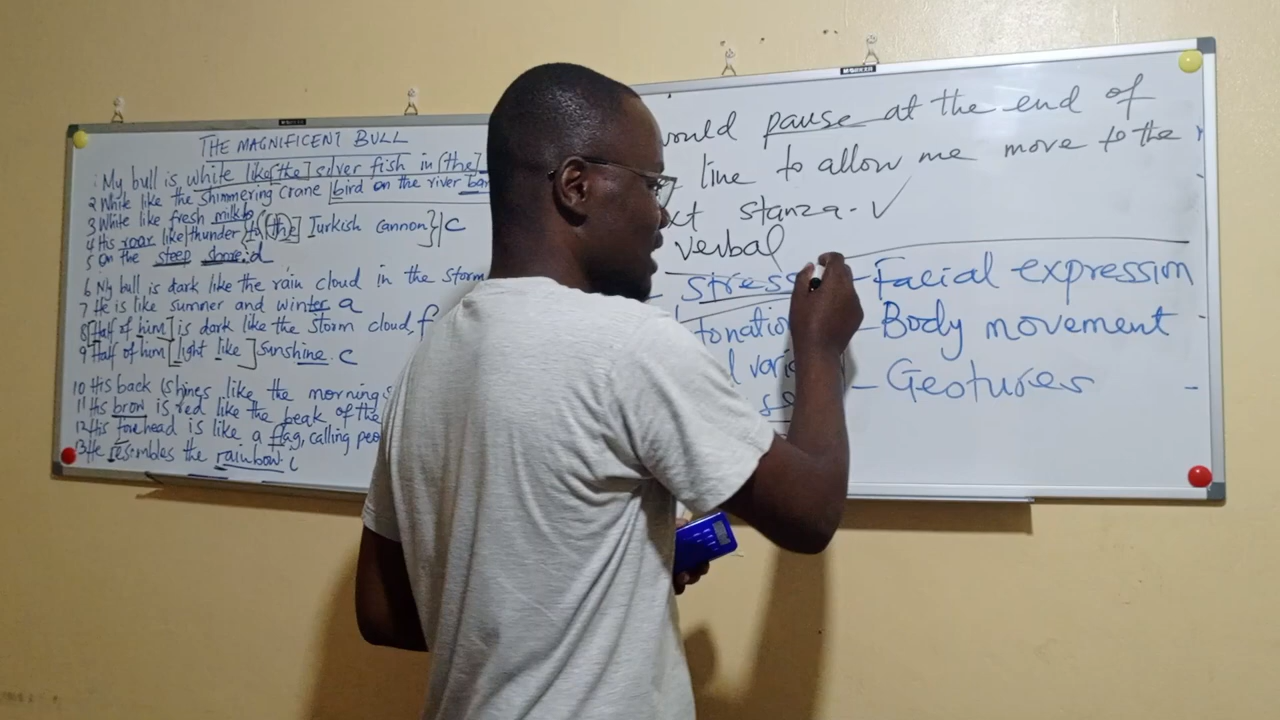 THE MAGNIFICENT BULL
1 My bull is white like [the] silver fish in (the]
2 White like the shimmering crane bird on the river ban
3 White like fresh milk b
4 His roar like thunder to [(the] Turkish cannon}|c
5 On the steep shore. d
6 My bull is dark like the rain cloud in the storm
7 He is like summer and winter a
8 [Half of him] is dark like the storm cloud, f
9 Half of him [light like] sunshine. c
10 His back shines like the morning s
11 His brow is red like the beak of the
12 His forehead is like a flag, calling peo
13 He resembles the rainbow. i
ould pause at the end of
line to allow me move to the
xt stanza. ✓
verbal
- stress
tonatio
l vari
- Facial expression
- Body movement
- Gestures